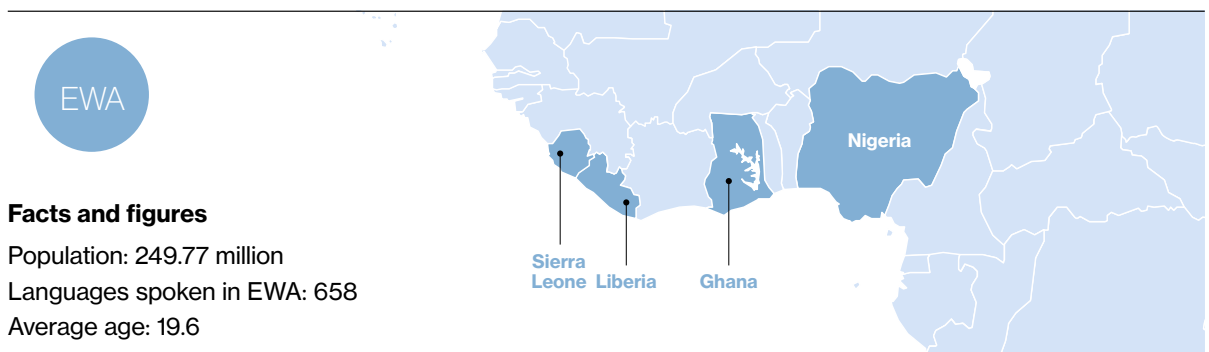 EWA
Facts and figures
Population: 249.77 million
Languages spoken in EWA: 658
Average age: 19.6
Nigeria
Sierra
Leone
Liberia
Ghana